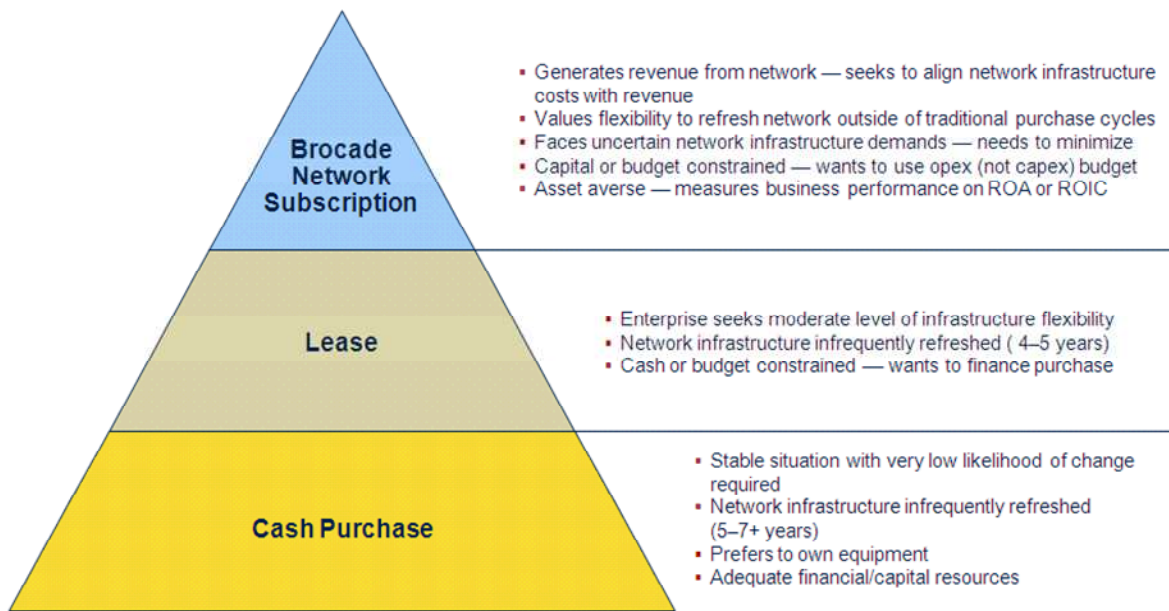 Brocade
Network
Subscription
▪ Generates revenue from network — seeks to align network infrastructure
costs with revenue
▪ Values flexibility to refresh network outside of traditional purchase cycles
▪ Faces uncertain network infrastructure demands — needs to minimize
▪ Capital or budget constrained — wants to use opex (not capex) budget
▪ Asset averse — measures business performance on ROA or ROIC
Lease
▪ Enterprise seeks moderate level of infrastructure flexibility
▪ Network infrastructure infrequently refreshed ( 4–5 years)
▪ Cash or budget constrained — wants to finance purchase
Cash Purchase
▪ Stable situation with very low likelihood of change
required
▪ Network infrastructure infrequently refreshed
(5–7+ years)
▪ Prefers to own equipment
▪ Adequate financial/capital resources